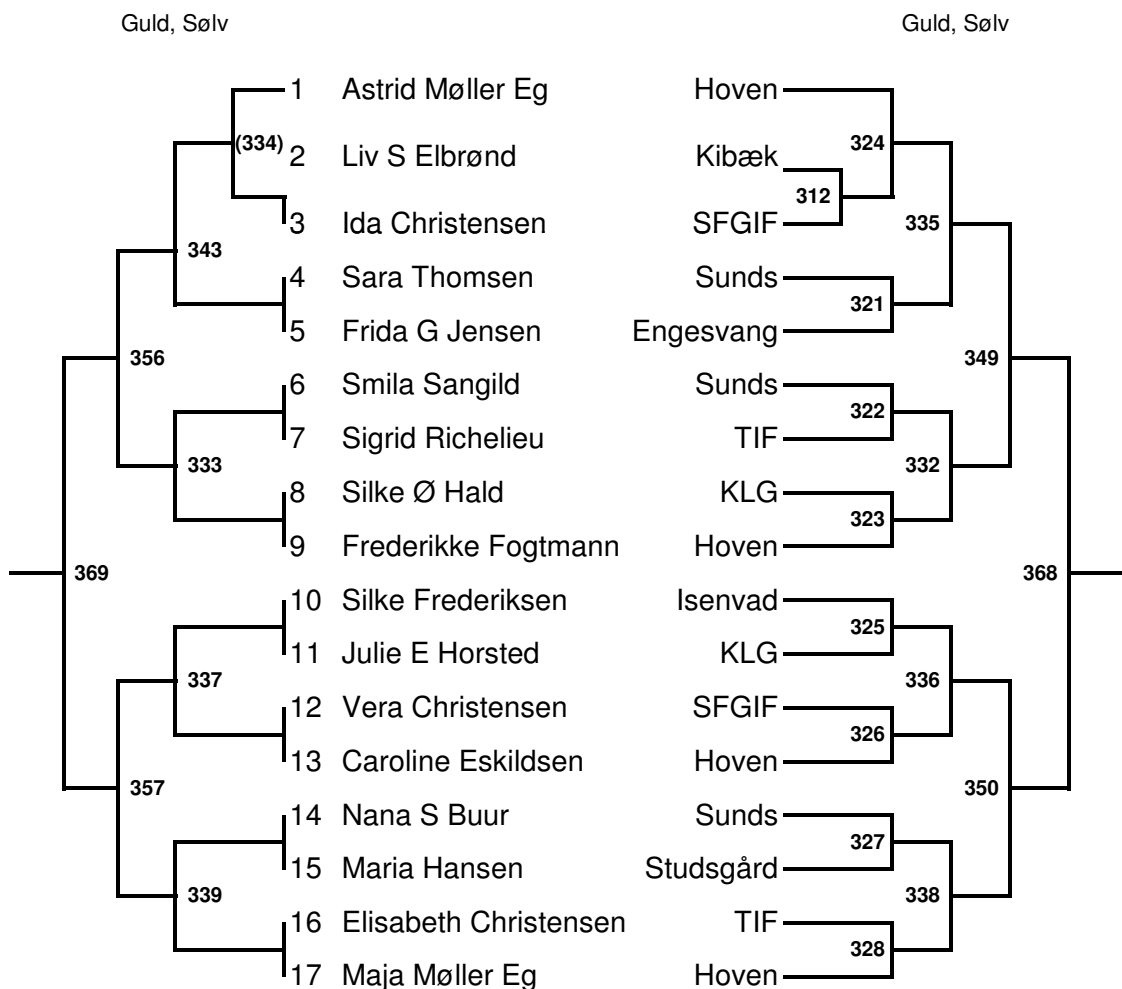 Guld, Sølv Guld, Sølv
1 Astrid Møller Eg Hoven
(334) 324
2 Liv S Elbrønd Kibæk
312
3 Ida Christensen SFGIF
343 335
4 Sara Thomsen Sunds
321
5 Frida G Jensen Engesvang
356 349
6 Smila Sangild Sunds
322
7 Sigrid Richelieu TIF
333 332
8 Silke Ø Hald KLG
323
9 Frederikke Fogtmann Hoven
369 368
10 Silke Frederiksen Isenvad
325
11 Julie E Horsted KLG
337 336
12 Vera Christensen SFGIF
326
13 Caroline Eskildsen Hoven
357 350
14 Nana S Buur Sunds
327
15 Maria Hansen Studsgård
339 338
16 Elisabeth Christensen TIF
328
17 Maja Møller Eg Hoven